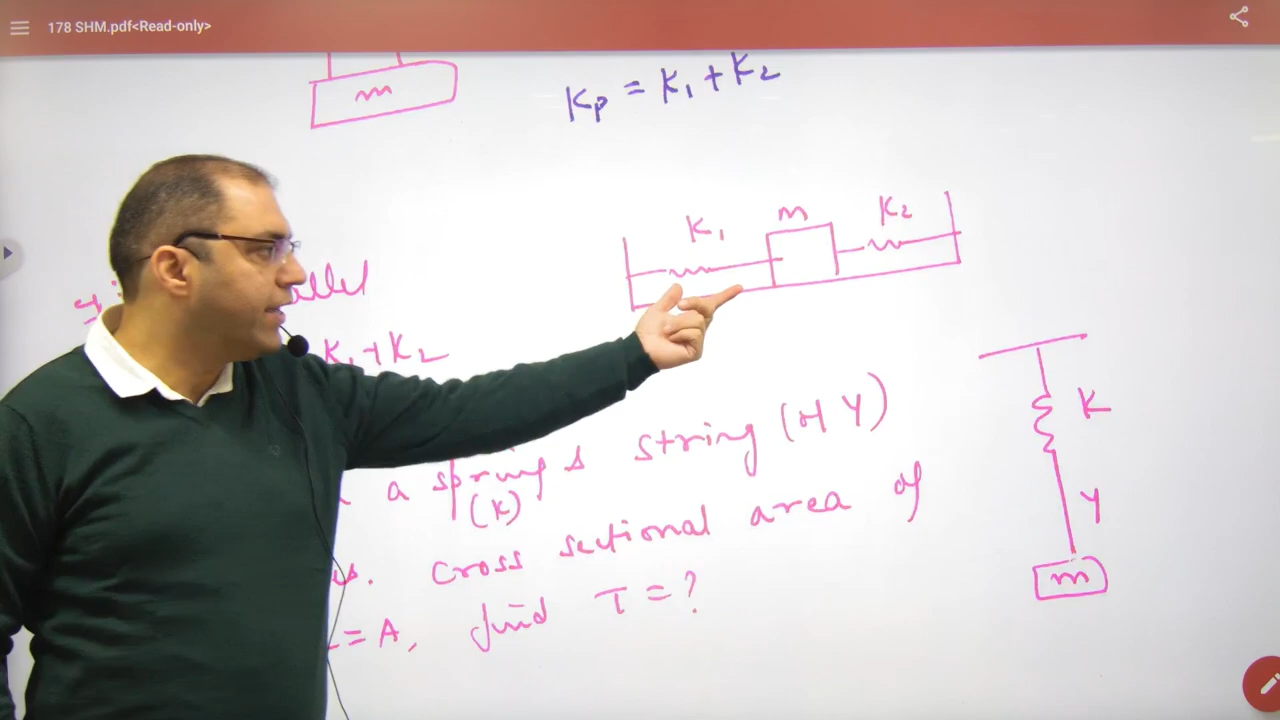 178 SHM.pdf<Read-only>
m
Kp = K₁ + K₂
K₁
m
K₂
K₁ + K₂
a spring & string (of Y)
(K)
Cross sectional area of
= A, find T = ?
K
Y
m